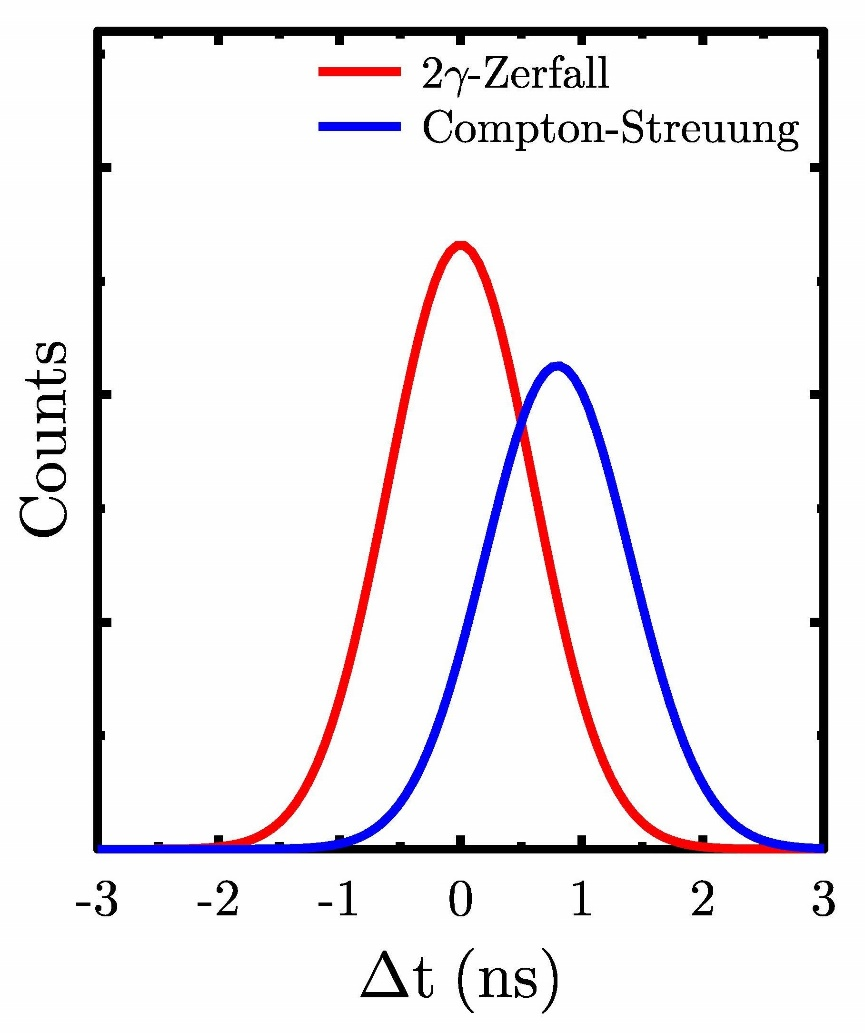 2γ-Zerfall
Compton-Streuung
Counts
-3 -2 -1 0 1 2 3
Δt (ns)